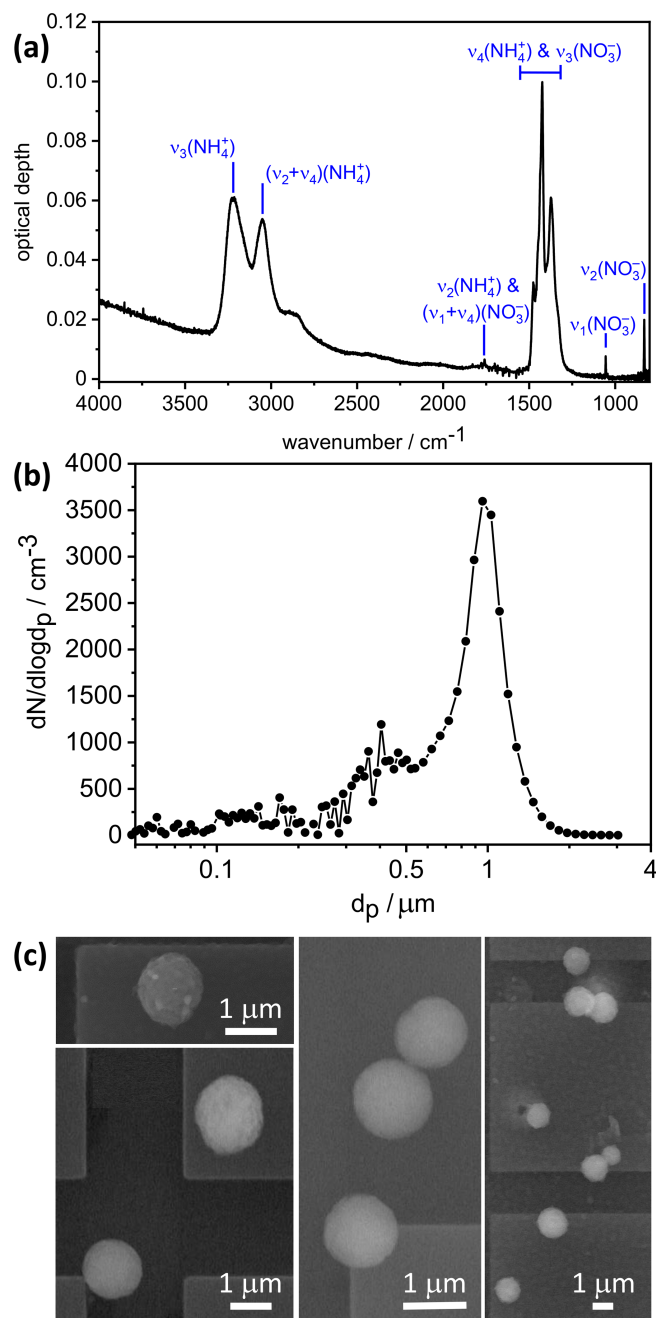 (a)
0.12
0.10
0.08
0.06
0.04
0.02
0
optical depth
ν₄(NH₄⁺) & ν₃(NO₃⁻)
ν₃(NH₄⁺)
(ν₂+ν₄)(NH₄⁺)
ν₂(NH₄⁺) &
(ν₁+ν₄)(NO₃⁻)
ν₂(NO₃⁻)
ν₁(NO₃⁻)
4000 3500 3000 2500 2000 1500 1000
wavenumber / cm⁻¹
(b)
4000
3500
3000
2500
2000
1500
1000
500
0
dN/dlogdp / cm⁻³
0.1 0.5 1 4
dp / μm
(c)
1 μm
1 μm
1 μm
1 μm